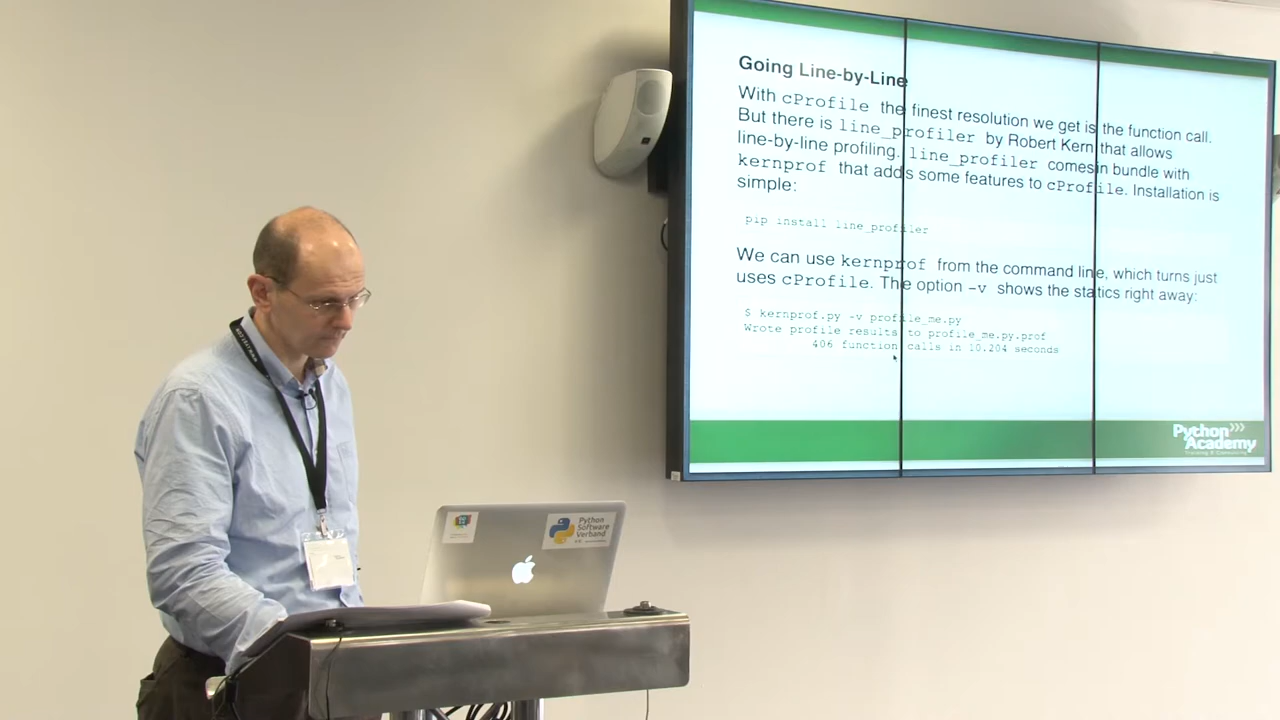 Going Line-by-Line
With cProfile the finest resolution we get is the function call.
But there is line_profiler by Robert Kern that allows
line-by-line profiling. line_profiler comes in bundle with
kernprof that adds some features to cProfile. Installation is
simple:
pip install line_profiler
We can use kernprof from the command line, which turns just
uses cProfile. The option -v shows the statics right away:
$ kernprof.py -v profile_me.py
Wrote profile results to profile_me.py.prof
406 function calls in 10.204 seconds
Python
Academy
Python
Software
Verband